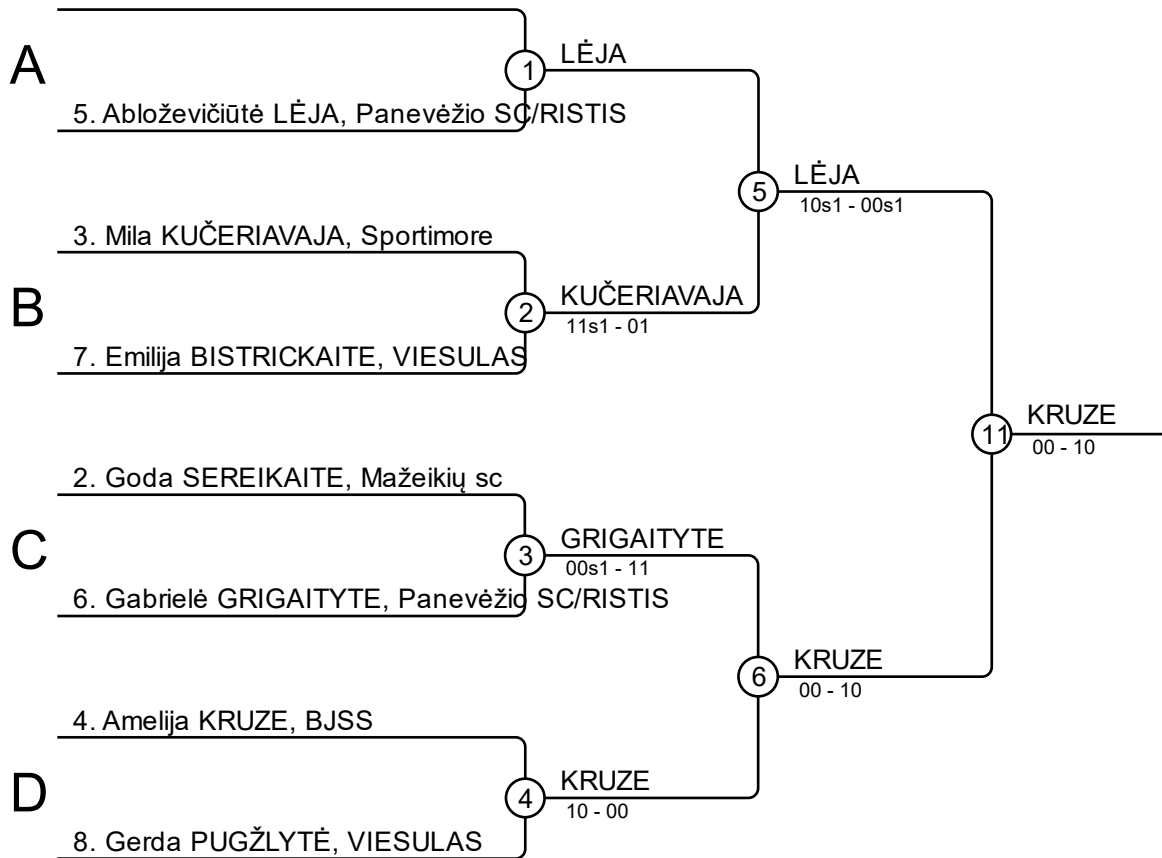 A
1
LĖJA
5. Abloževičiūtė LĖJA, Panevėžio SC/RISTIS
5
LĖJA
10s1 - 00s1
3. Mila KUČERIAVAJA, Sportimore
B
2
KUČERIAVAJA
11s1 - 01
7. Emilija BISTRICKAITE, VIESULAS
11
KRUZE
00 - 10
2. Goda SEREIKAITE, Mažeikių sc
C
3
GRIGAITYTE
00s1 - 11
6. Gabrielė GRIGAITYTE, Panevėžio SC/RISTIS
6
KRUZE
00 - 10
4. Amelija KRUZE, BJSS
D
4
KRUZE
10 - 00
8. Gerda PUGŽLYTĖ, VIESULAS